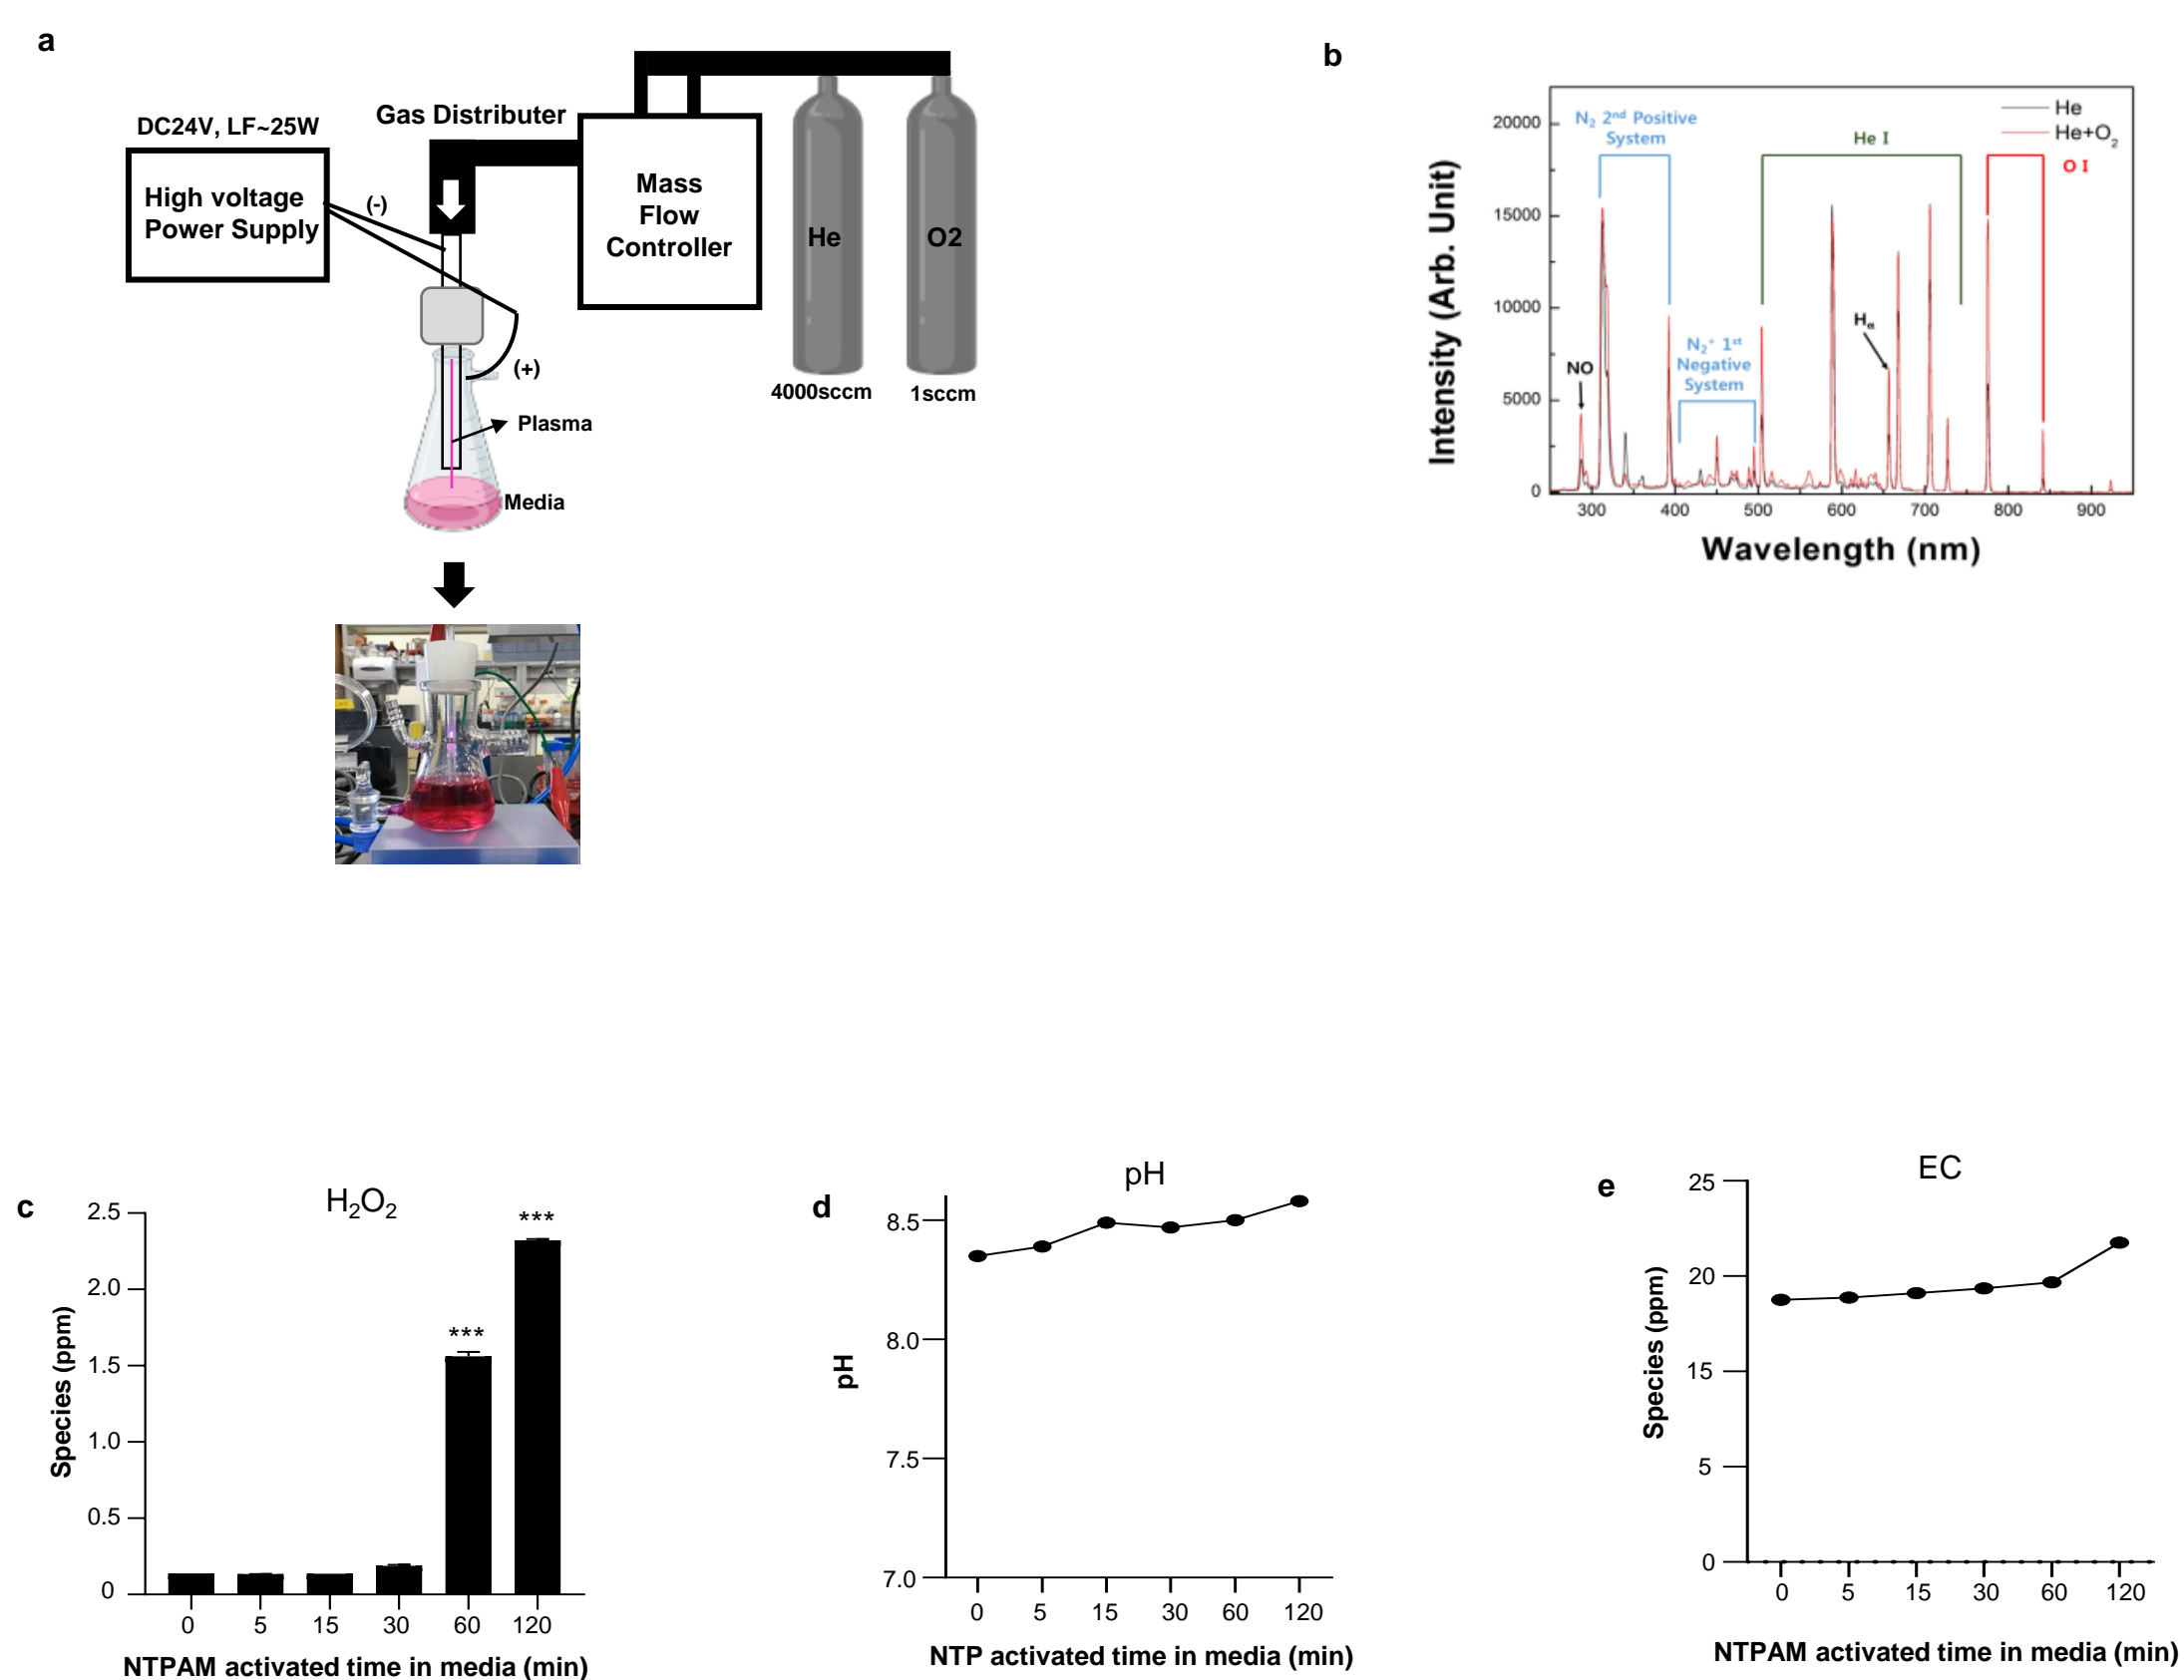 a
DC24V, LF~25W
High voltage
Power Supply
(-)
(+)
Gas Distributer
Mass
Flow
Controller
He
O2
4000sccm
1sccm
Plasma
Media
b
Intensity (Arb. Unit)
20000
15000
10000
5000
0
N₂ 2ⁿᵈ Positive
System
He I
He
He+O₂
O I
NO
N₂⁺ 1ˢᵗ
Negative
System
Hα
300 400 500 600 700 800 900
Wavelength (nm)
c
H₂O₂
Species (ppm)
2.5
2.0
1.5
1.0
0.5
0
***
***
0 5 15 30 60 120
NTPAM activated time in media (min)
d
pH
pH
8.5
8.0
7.5
7.0
0 5 15 30 60 120
NTP activated time in media (min)
e
EC
Species (ppm)
25
20
15
5
0
0 5 15 30 60 120
NTPAM activated time in media (min)